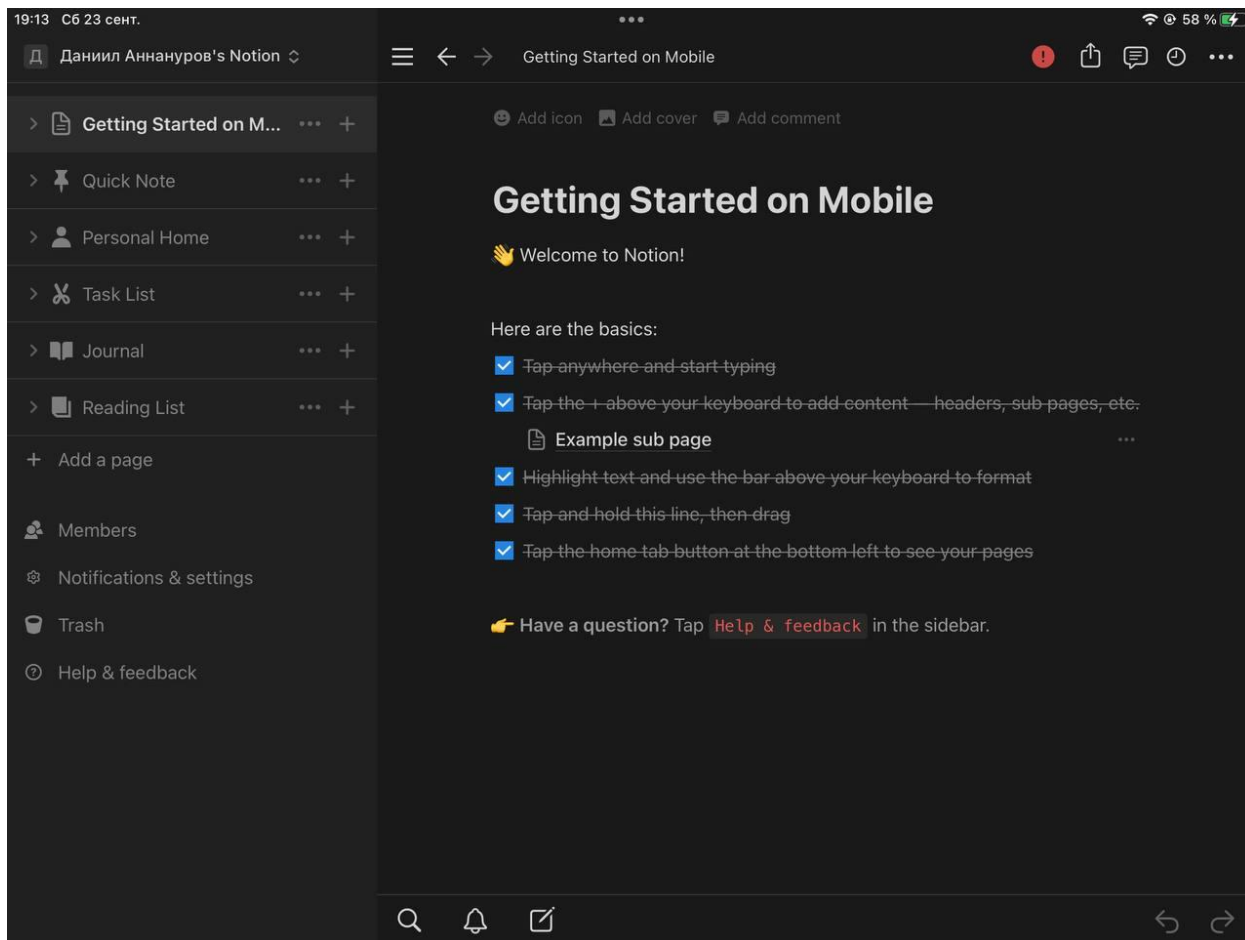 19:13 Сб 23 сент.
58 %
Д Даниил Аннануров's Notion
Getting Started on M...
Quick Note
Personal Home
Task List
Journal
Reading List
Add a page
Members
Notifications & settings
Trash
Help & feedback
Getting Started on Mobile
Add icon Add cover Add comment
Getting Started on Mobile
👋 Welcome to Notion!
Here are the basics:
Tap anywhere and start typing
Tap the + above your keyboard to add content — headers, sub pages, etc.
Example sub page
Highlight text and use the bar above your keyboard to format
Tap and hold this line, then drag
Tap the home tab button at the bottom left to see your pages
👉 Have a question? Tap Help & feedback in the sidebar.